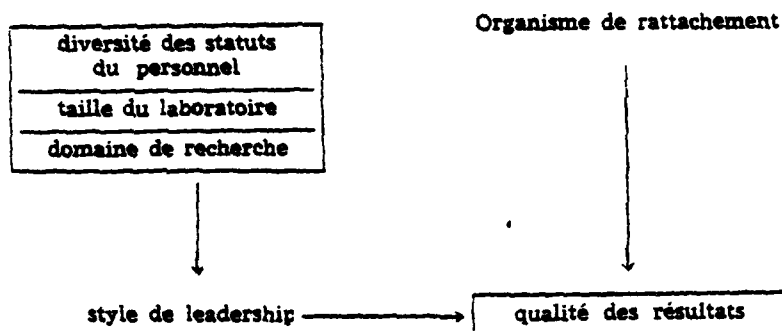 diversité des statuts
du personnel
taille du laboratoire
domaine de recherche
Organisme de rattachement
style de leadership
qualité des résultats